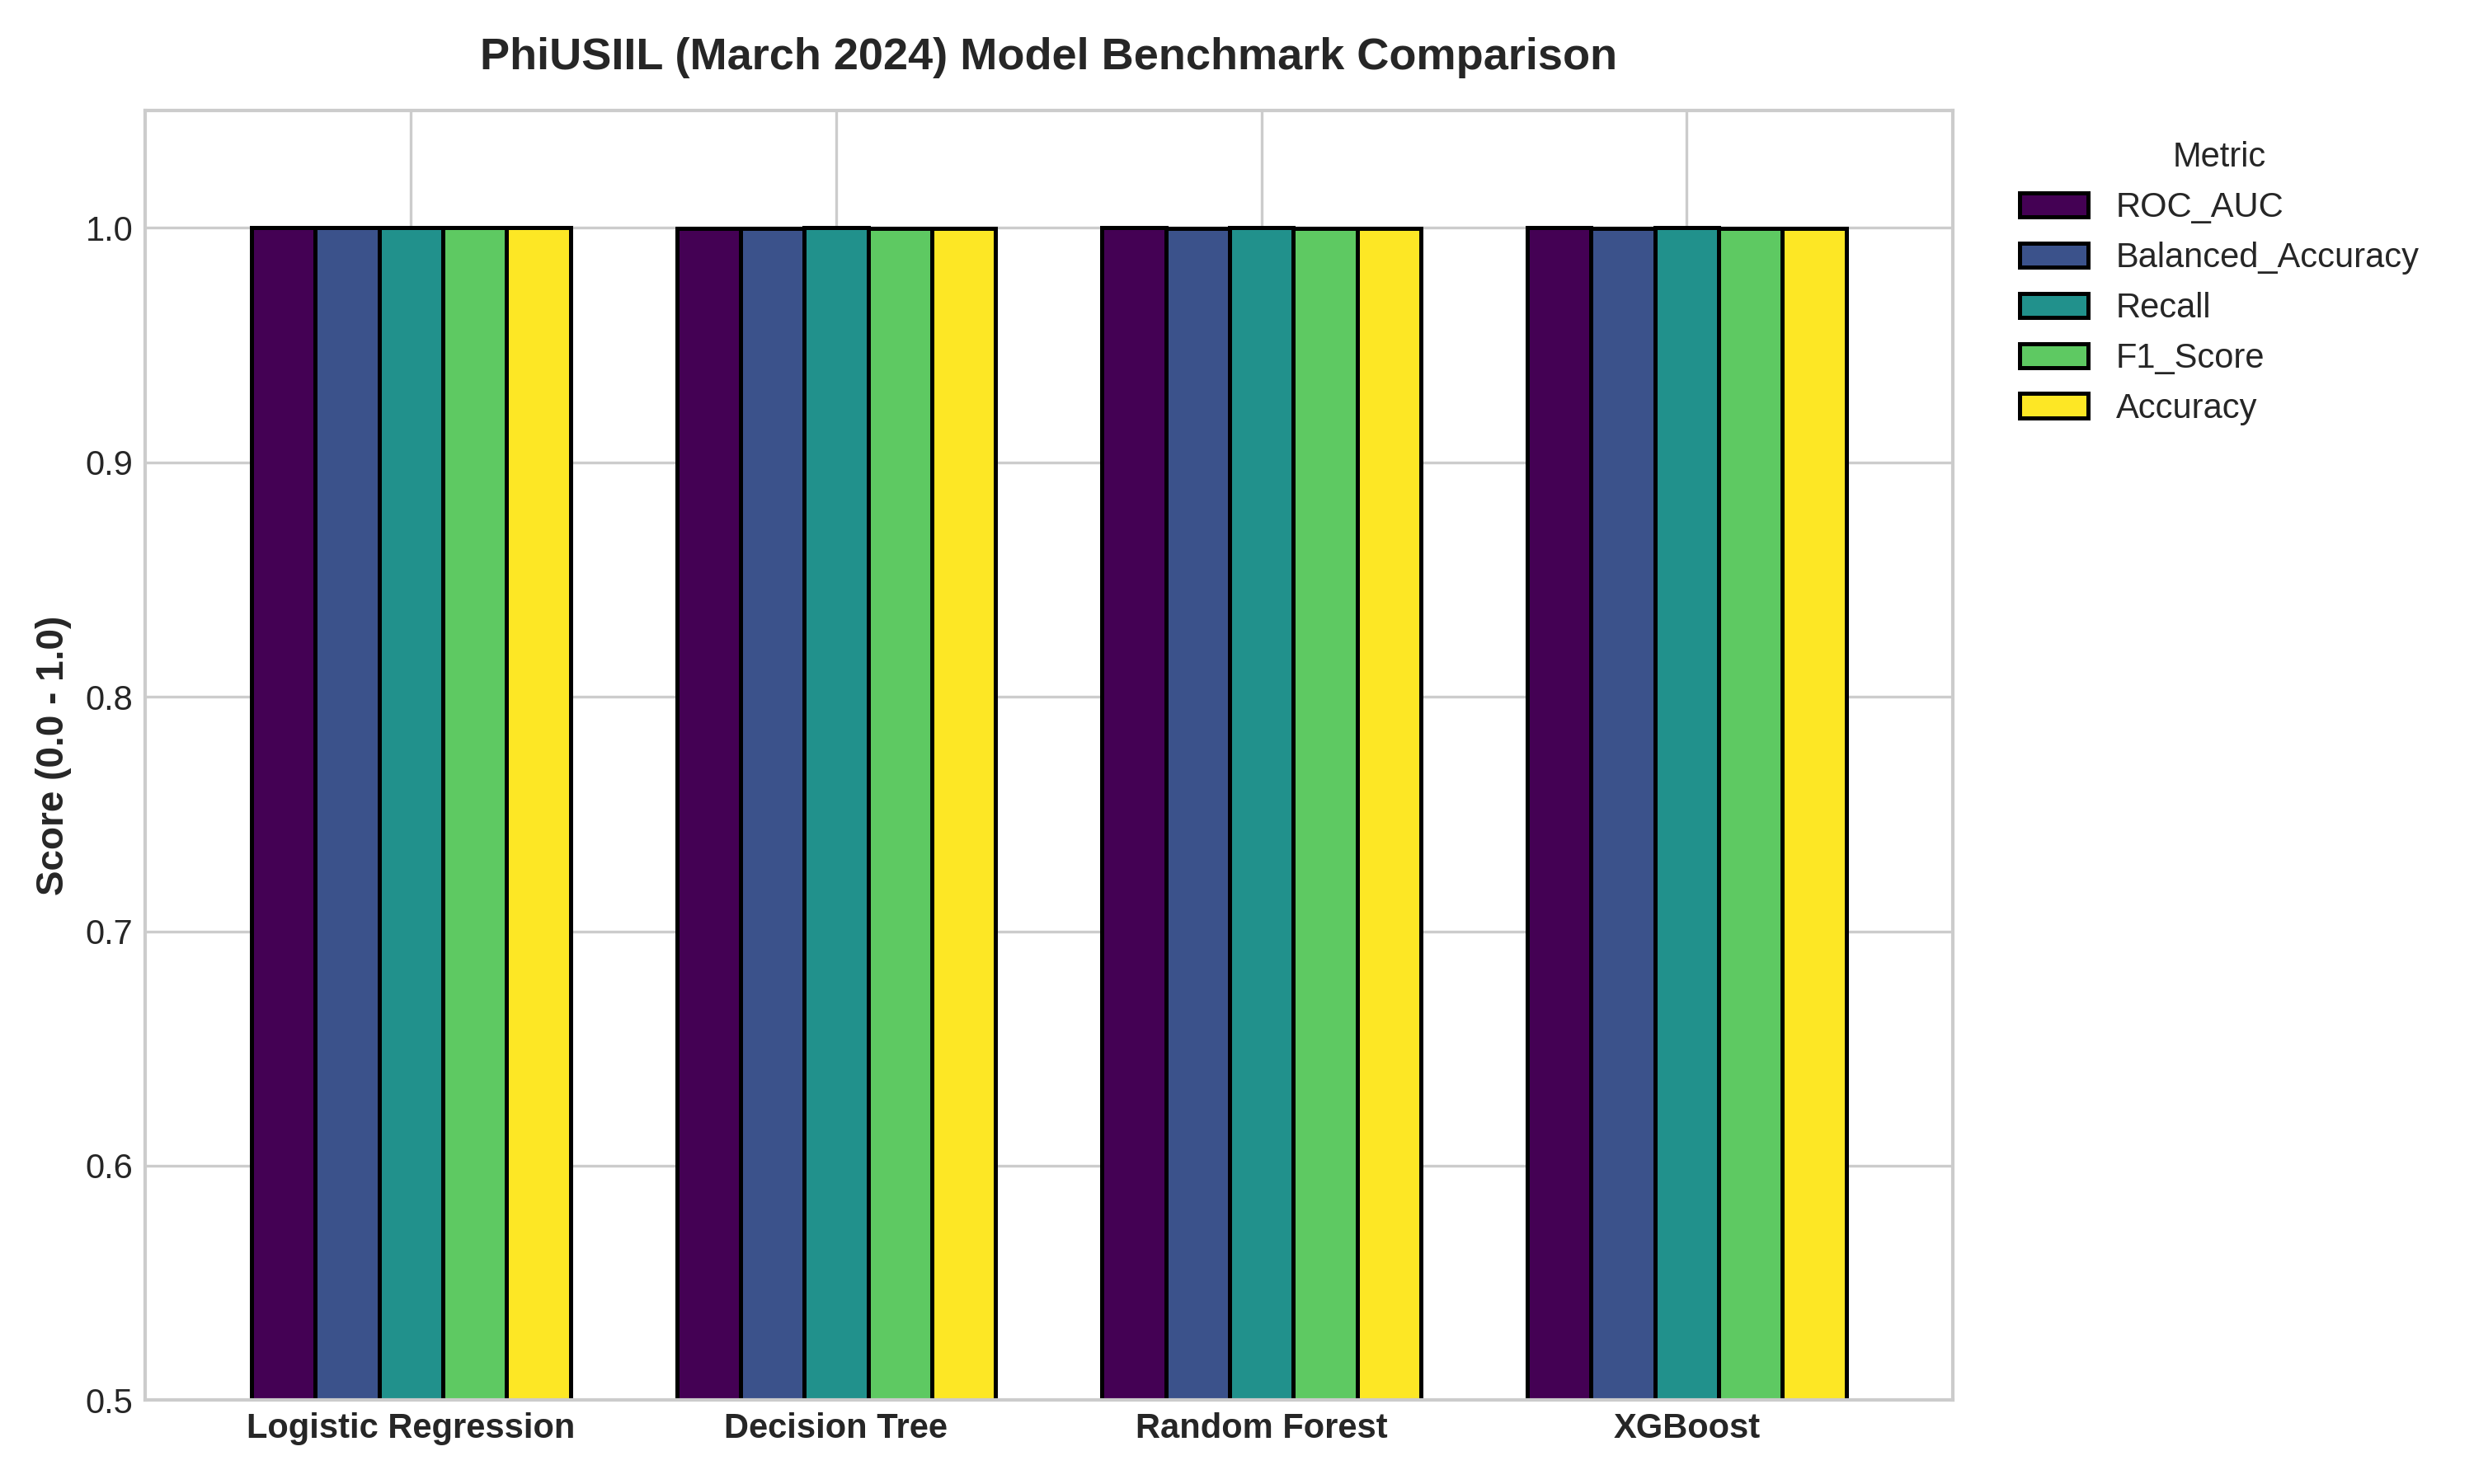 PhiUSIIL (March 2024) Model Benchmark Comparison
Metric
ROC_AUC
Balanced_Accuracy
Recall
F1_Score
Accuracy
Score (0.0 - 1.0)
1.0
0.9
0.8
0.7
0.6
0.5
Logistic Regression
Decision Tree
Random Forest
XGBoost